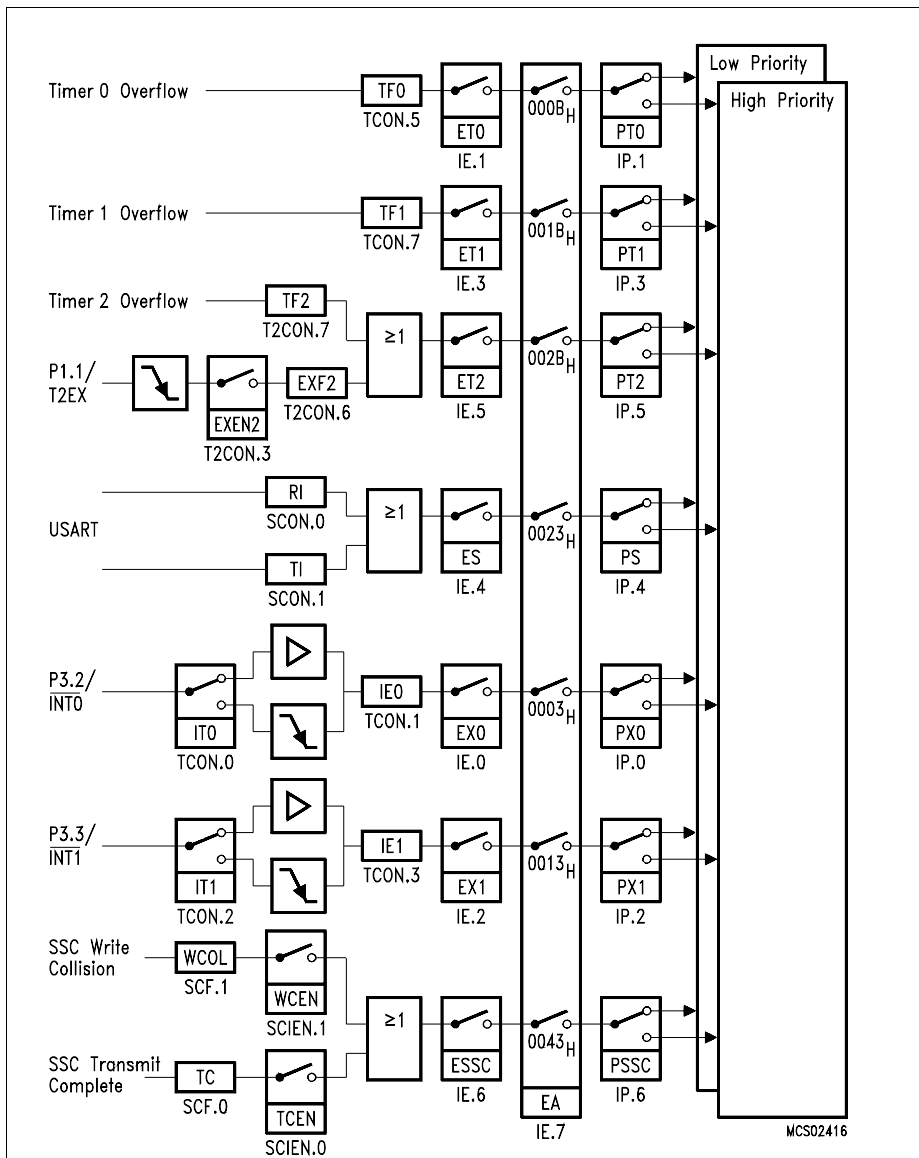 Low Priority
High Priority
Timer 0 Overflow
TF0
TCON.5
ET0
IE.1
000BH
PT0
IP.1
Timer 1 Overflow
TF1
TCON.7
ET1
IE.3
001BH
PT1
IP.3
Timer 2 Overflow
TF2
T2CON.7
≥1
ET2
IE.5
002BH
PT2
IP.5
P1.1/
T2EX
EXEN2
T2CON.3
EXF2
T2CON.6
USART
RI
SCON.0
TI
SCON.1
≥1
ES
IE.4
0023H
PS
IP.4
P3.2/
INT0
IT0
TCON.0
IE0
TCON.1
EX0
IE.0
0003H
PX0
IP.0
P3.3/
INT1
IT1
TCON.2
IE1
TCON.3
EX1
IE.2
0013H
PX1
IP.2
SSC Write
Collision
WCOL
SCF.1
WCEN
SCIEN.1
≥1
ESSC
IE.6
0043H
PSSC
IP.6
SSC Transmit
Complete
TC
SCF.0
TCEN
SCIEN.0
EA
IE.7
MCS02416